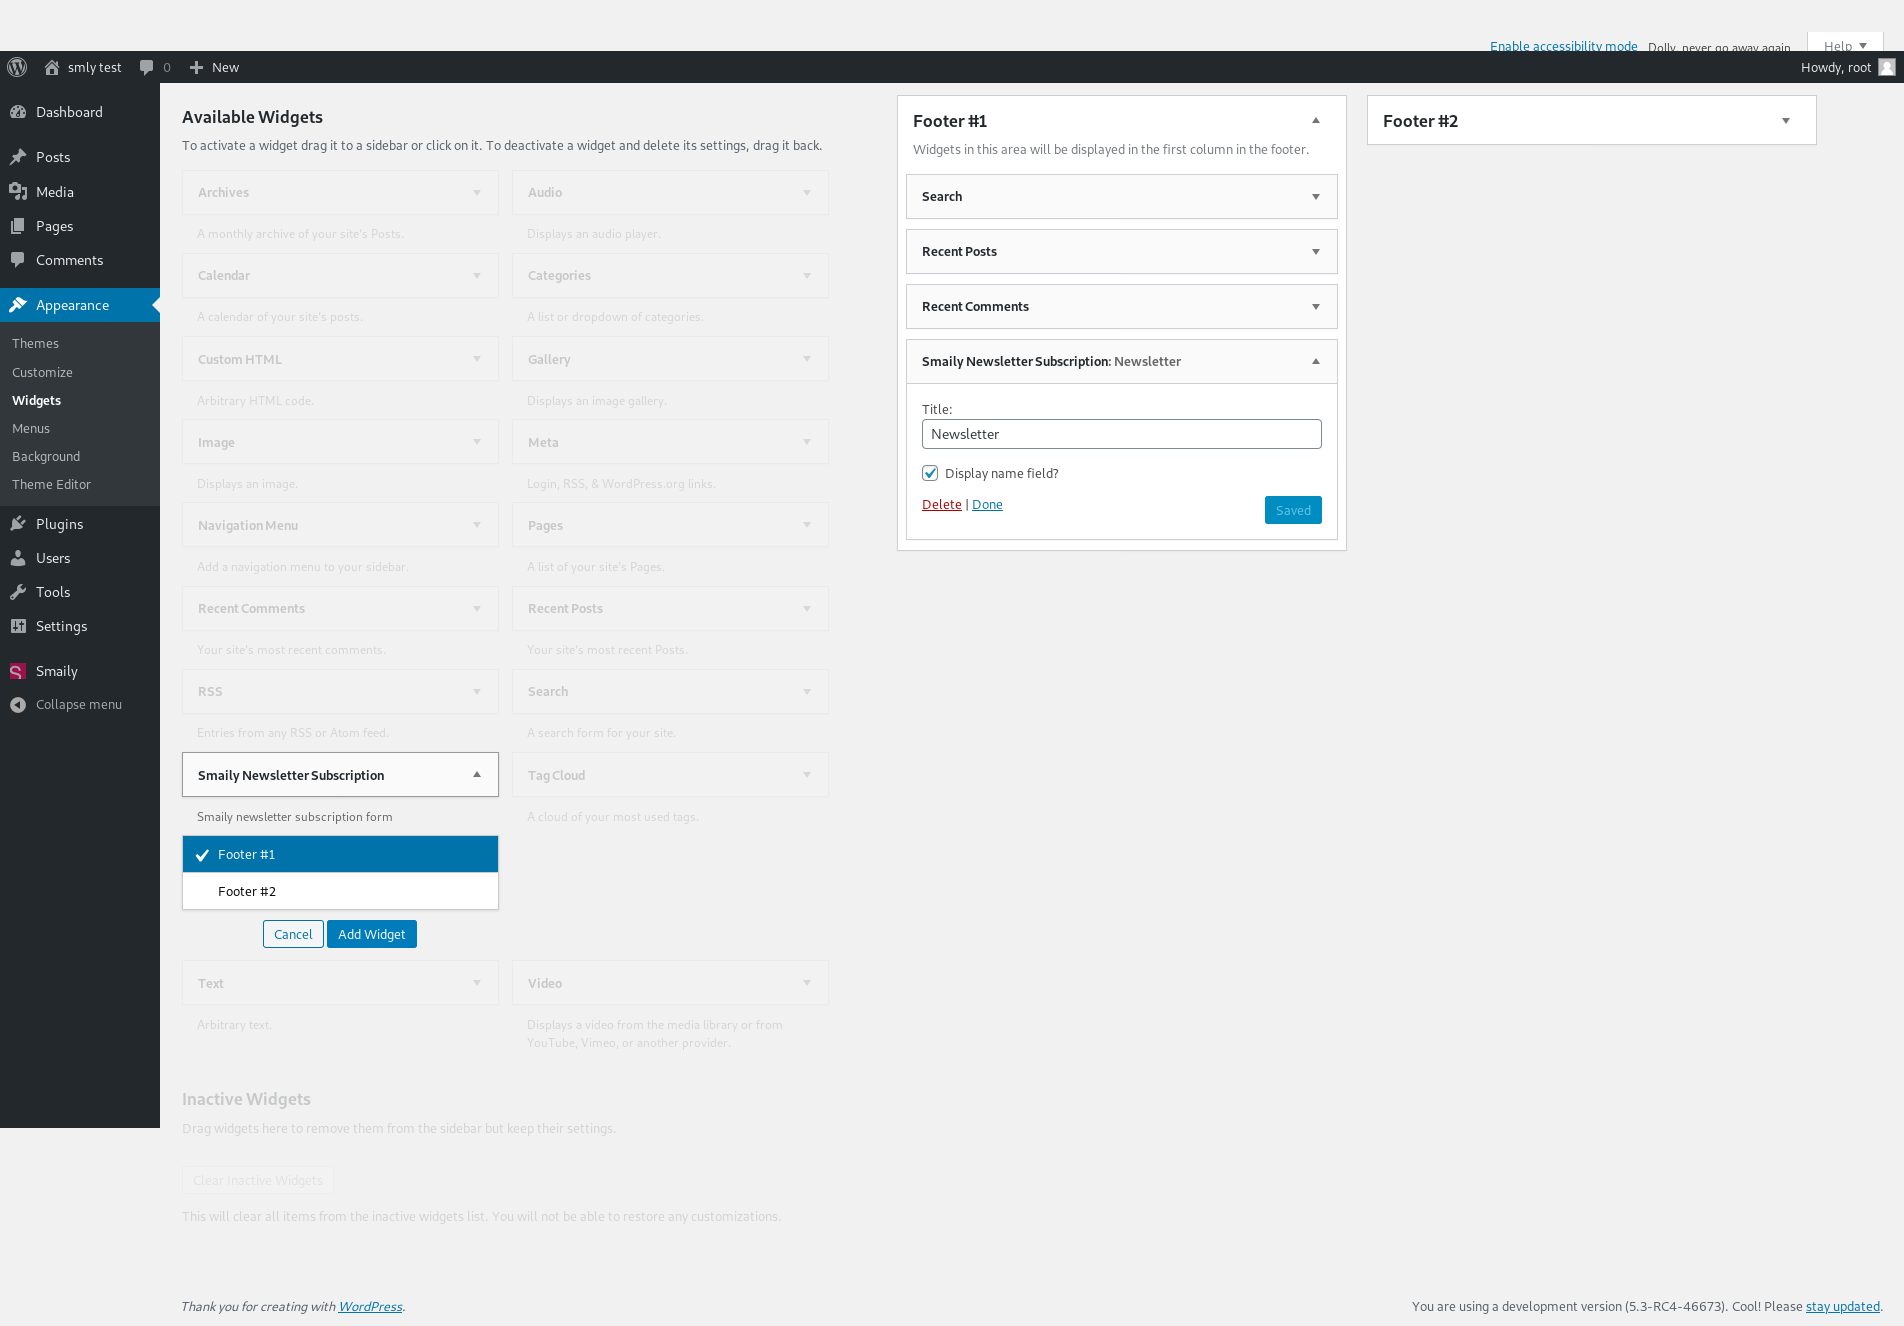 Enable accessibility mode
Dolly, never go away again
Help
smly test
0
New
Howdy, root
Dashboard
Posts
Media
Pages
Comments
Appearance
Themes
Customize
Widgets
Menus
Background
Theme Editor
Plugins
Users
Tools
Settings
Smaily
Collapse menu
Available Widgets
To activate a widget drag it to a sidebar or click on it. To deactivate a widget and delete its settings, drag it back.
Archives
A monthly archive of your site's Posts.
Audio
Displays an audio player.
Calendar
A calendar of your site's posts.
Categories
A list or dropdown of categories.
Custom HTML
Arbitrary HTML code.
Gallery
Displays an image gallery.
Image
Displays an image.
Meta
Login, RSS, & WordPress.org links.
Navigation Menu
Add a navigation menu to your sidebar.
Pages
A list of your site's Pages.
Recent Comments
Your site's most recent comments.
Recent Posts
Your site's most recent Posts.
RSS
Entries from any RSS or Atom feed.
Search
A search form for your site.
Smaily Newsletter Subscription
Smaily newsletter subscription form
Tag Cloud
A cloud of your most used tags.
Footer #1
Footer #2
Cancel
Add Widget
Text
Arbitrary text.
Video
Displays a video from the media library or from
YouTube, Vimeo, or another provider.
Inactive Widgets
Drag widgets here to remove them from the sidebar but keep their settings.
Clear Inactive Widgets
This will clear all items from the inactive widgets list. You will not be able to restore any customizations.
Footer #1
Widgets in this area will be displayed in the first column in the footer.
Search
Recent Posts
Recent Comments
Smaily Newsletter Subscription: Newsletter
Title:
Newsletter
Display name field?
Delete | Done
Saved
Footer #2
Thank you for creating with WordPress.
You are using a development version (5.3-RC4-46673). Cool! Please stay updated.